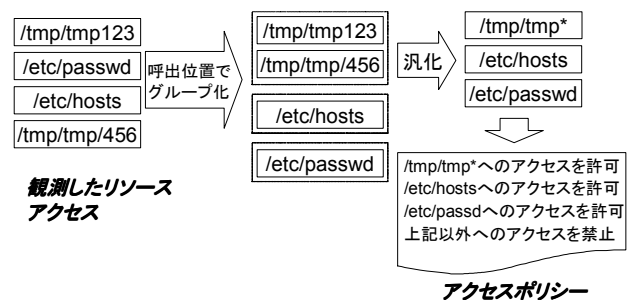 /tmp/tmp123
/etc/passwd
/etc/hosts
/tmp/tmp/456
観測したリソース
アクセス
呼出位置で
グループ化
/tmp/tmp123
/tmp/tmp/456
/etc/hosts
/etc/passwd
汎化
/tmp/tmp*
/etc/hosts
/etc/passwd
/tmp/tmp*へのアクセスを許可
/etc/hostsへのアクセスを許可
/etc/passdへのアクセスを許可
上記以外へのアクセスを禁止
アクセスポリシー